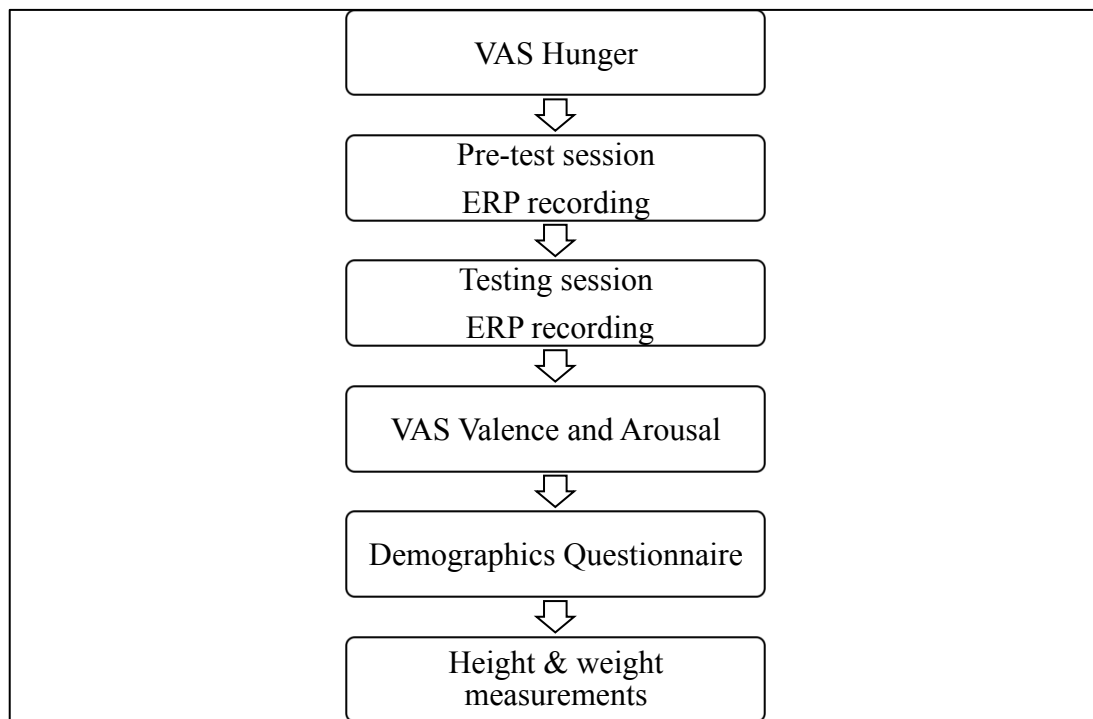 VAS Hunger
Pre-test session
ERP recording
Testing session
ERP recording
VAS Valence and Arousal
Demographics Questionnaire
Height & weight
measurements